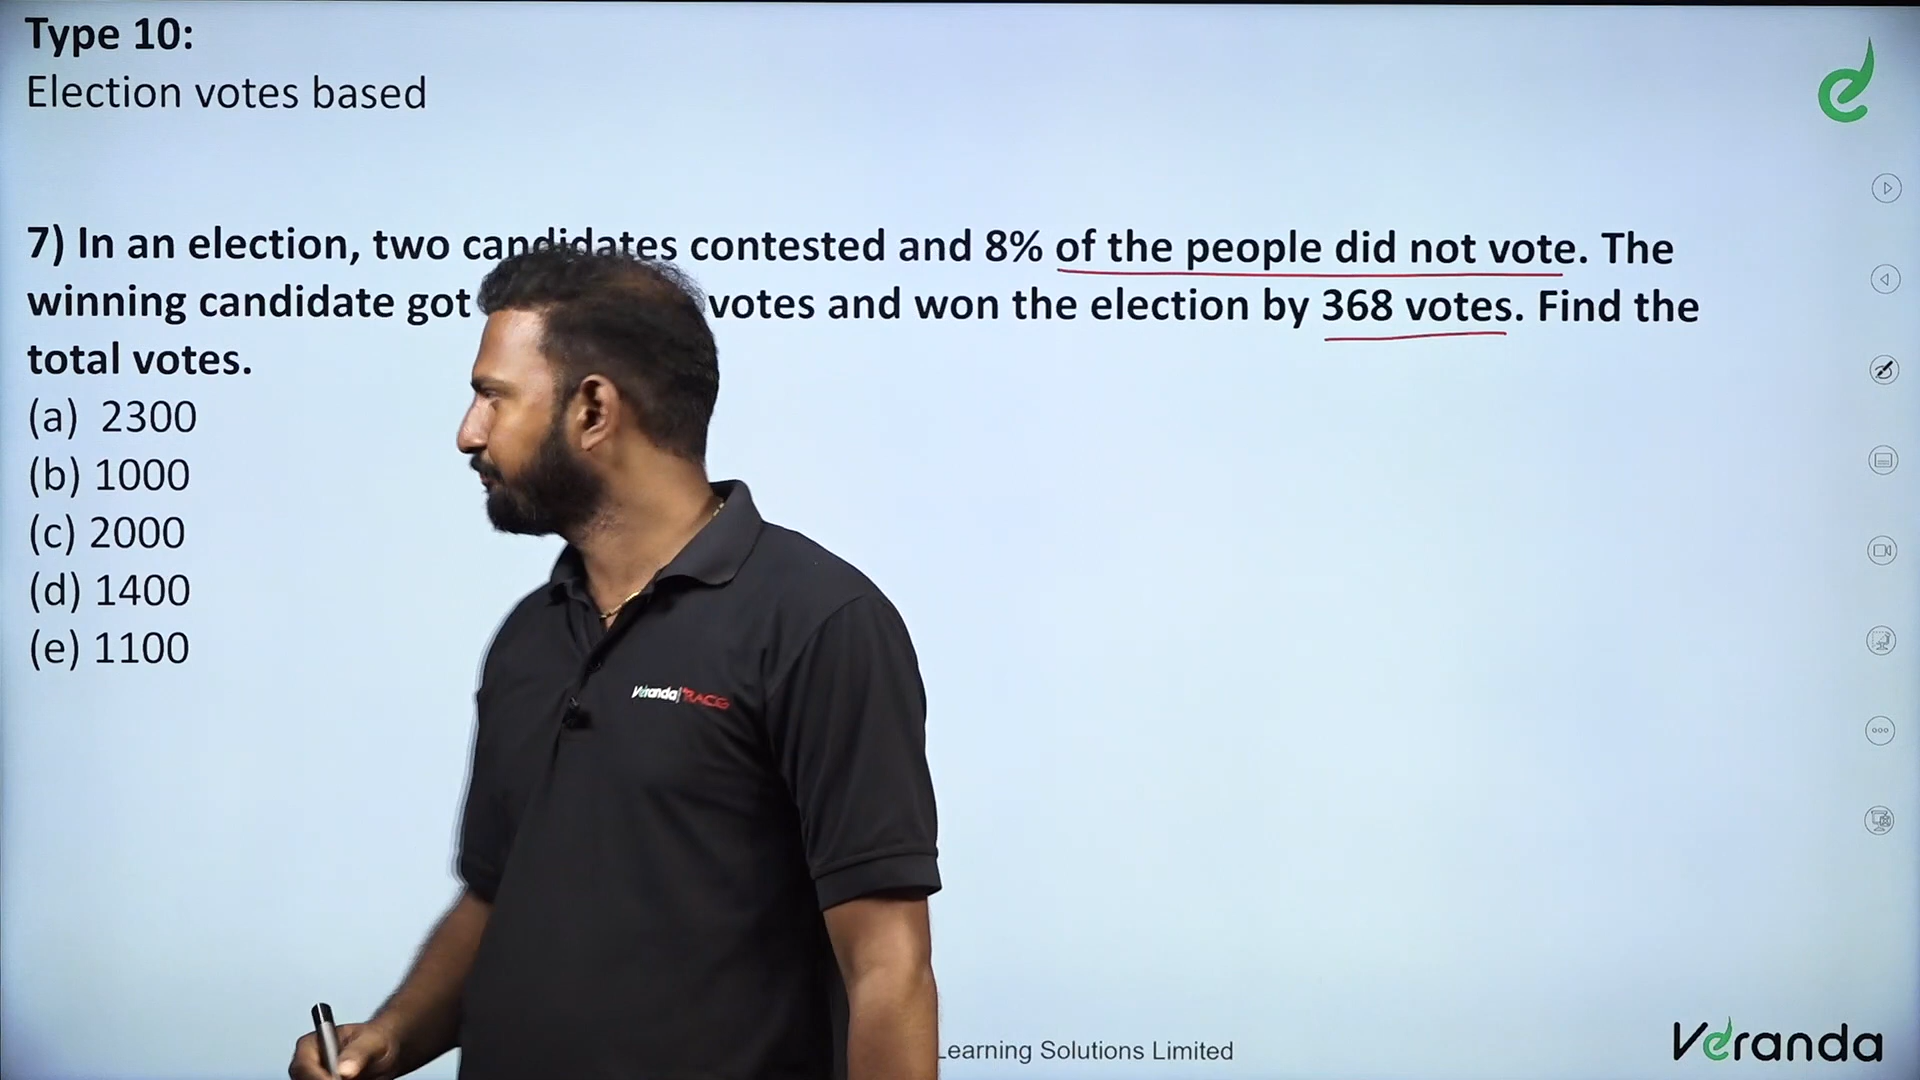 Type 10:
Election votes based
7) In an election, two candidates contested and 8% of the people did not vote. The
winning candidate got votes and won the election by 368 votes. Find the
total votes.
(a) 2300
(b) 1000
(c) 2000
(d) 1400
(e) 1100
Veranda RACE
Learning Solutions Limited
Veranda